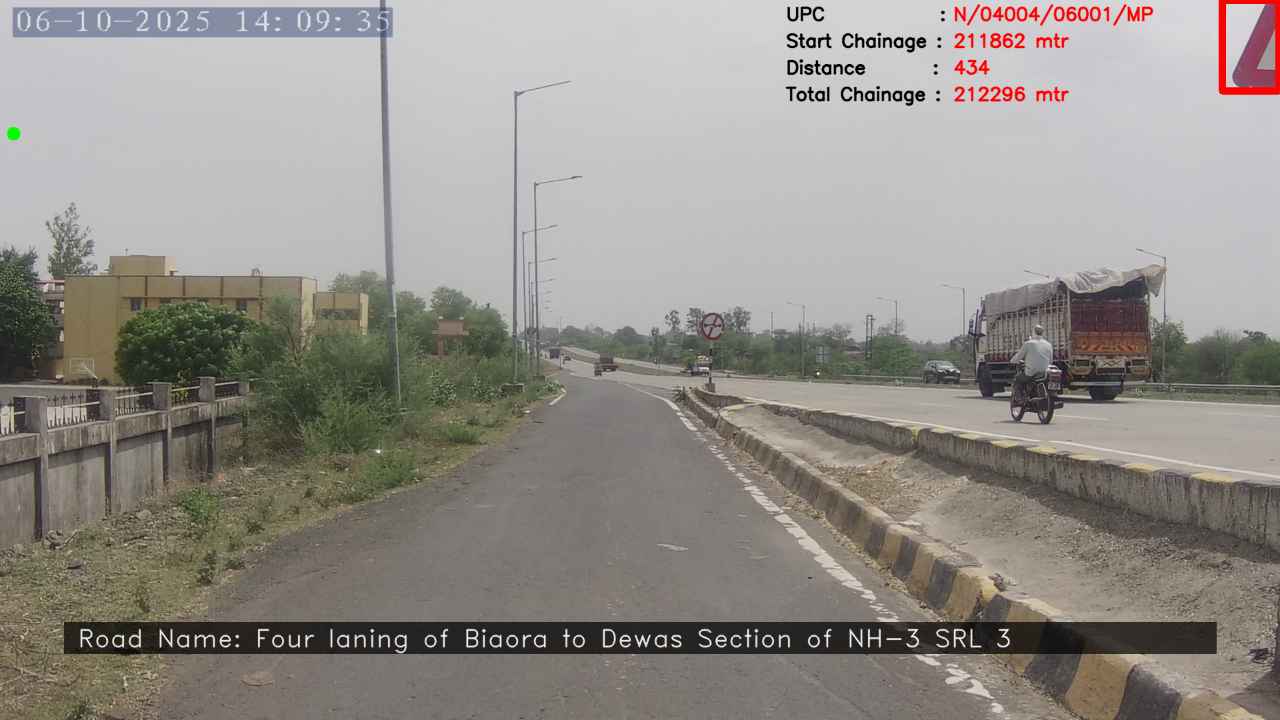 06-10-2025 14:09:35
UPC : N/04004/06001/MP
Start Chainage : 211862 mtr
Distance : 434
Total Chainage : 212296 mtr
Road Name: Four laning of Biaora to Dewas Section of NH-3 SRL 3